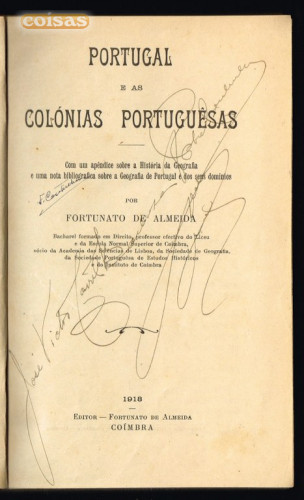 coisas
PORTUGAL
E AS
COLÓNIAS PORTUGUÊSAS
Com um apêndice sobre a História da Geografia
e uma nota bibliográfica sobre a Geografia de Portugal e dos seus domínios
POR
FORTUNATO DE ALMEIDA
Bacharel formado em Direito, professor efectivo do Liceu
e da Escola Normal Superior de Coimbra,
sócio da Academia das Sciências de Lisboa, da Sociedade de Geografia,
da Sociedade Portuguesa de Estudos Históricos
do Instituto de Coimbra
José Victor
1918
EDITOR — FORTUNATO DE ALMEIDA
COÍMBRA